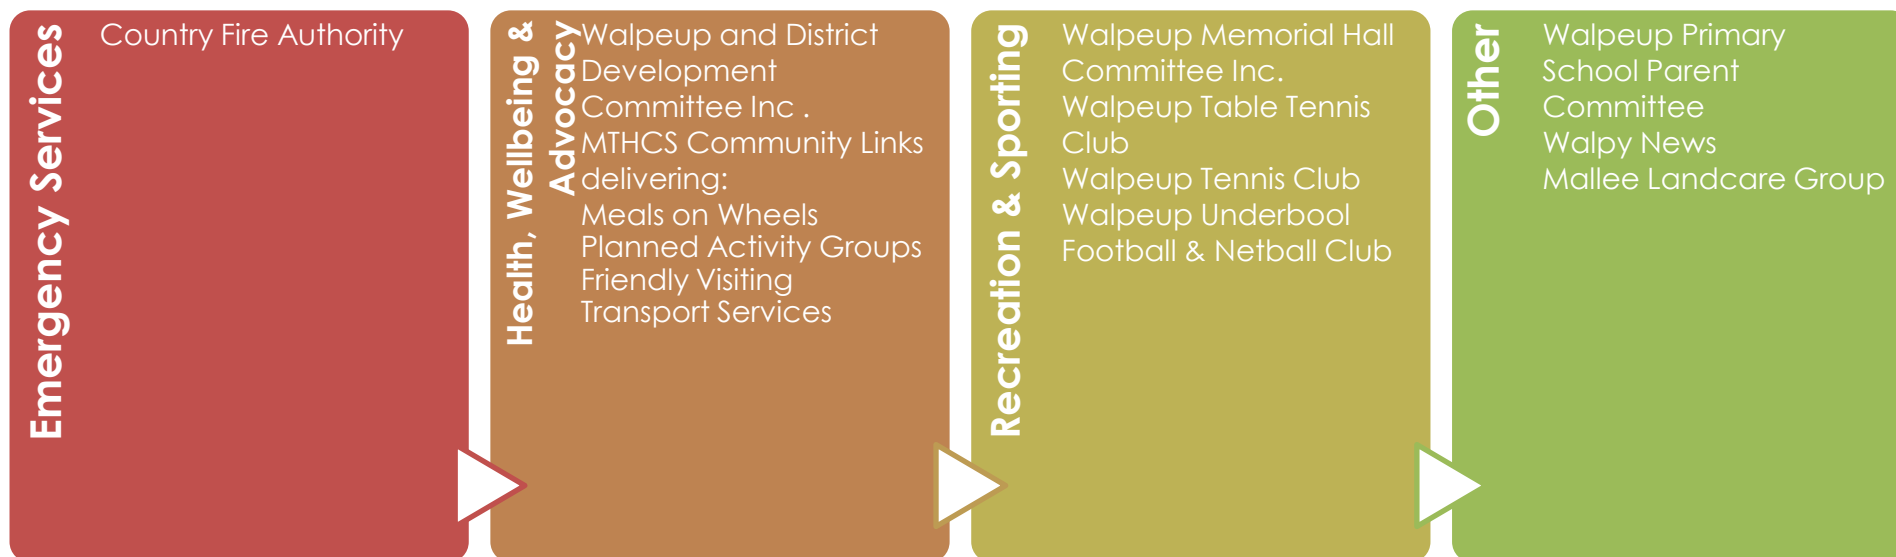 Emergency Services
Country Fire Authority
Health, Wellbeing &
Advocacy
Walpeup and District
Development
Committee Inc .
MTHCS Community Links
delivering:
Meals on Wheels
Planned Activity Groups
Friendly Visiting
Transport Services
Recreation & Sporting
Walpeup Memorial Hall
Committee Inc.
Walpeup Table Tennis
Club
Walpeup Tennis Club
Walpeup Underbool
Football & Netball Club
Other
Walpeup Primary
School Parent
Committee
Walpy News
Mallee Landcare Group